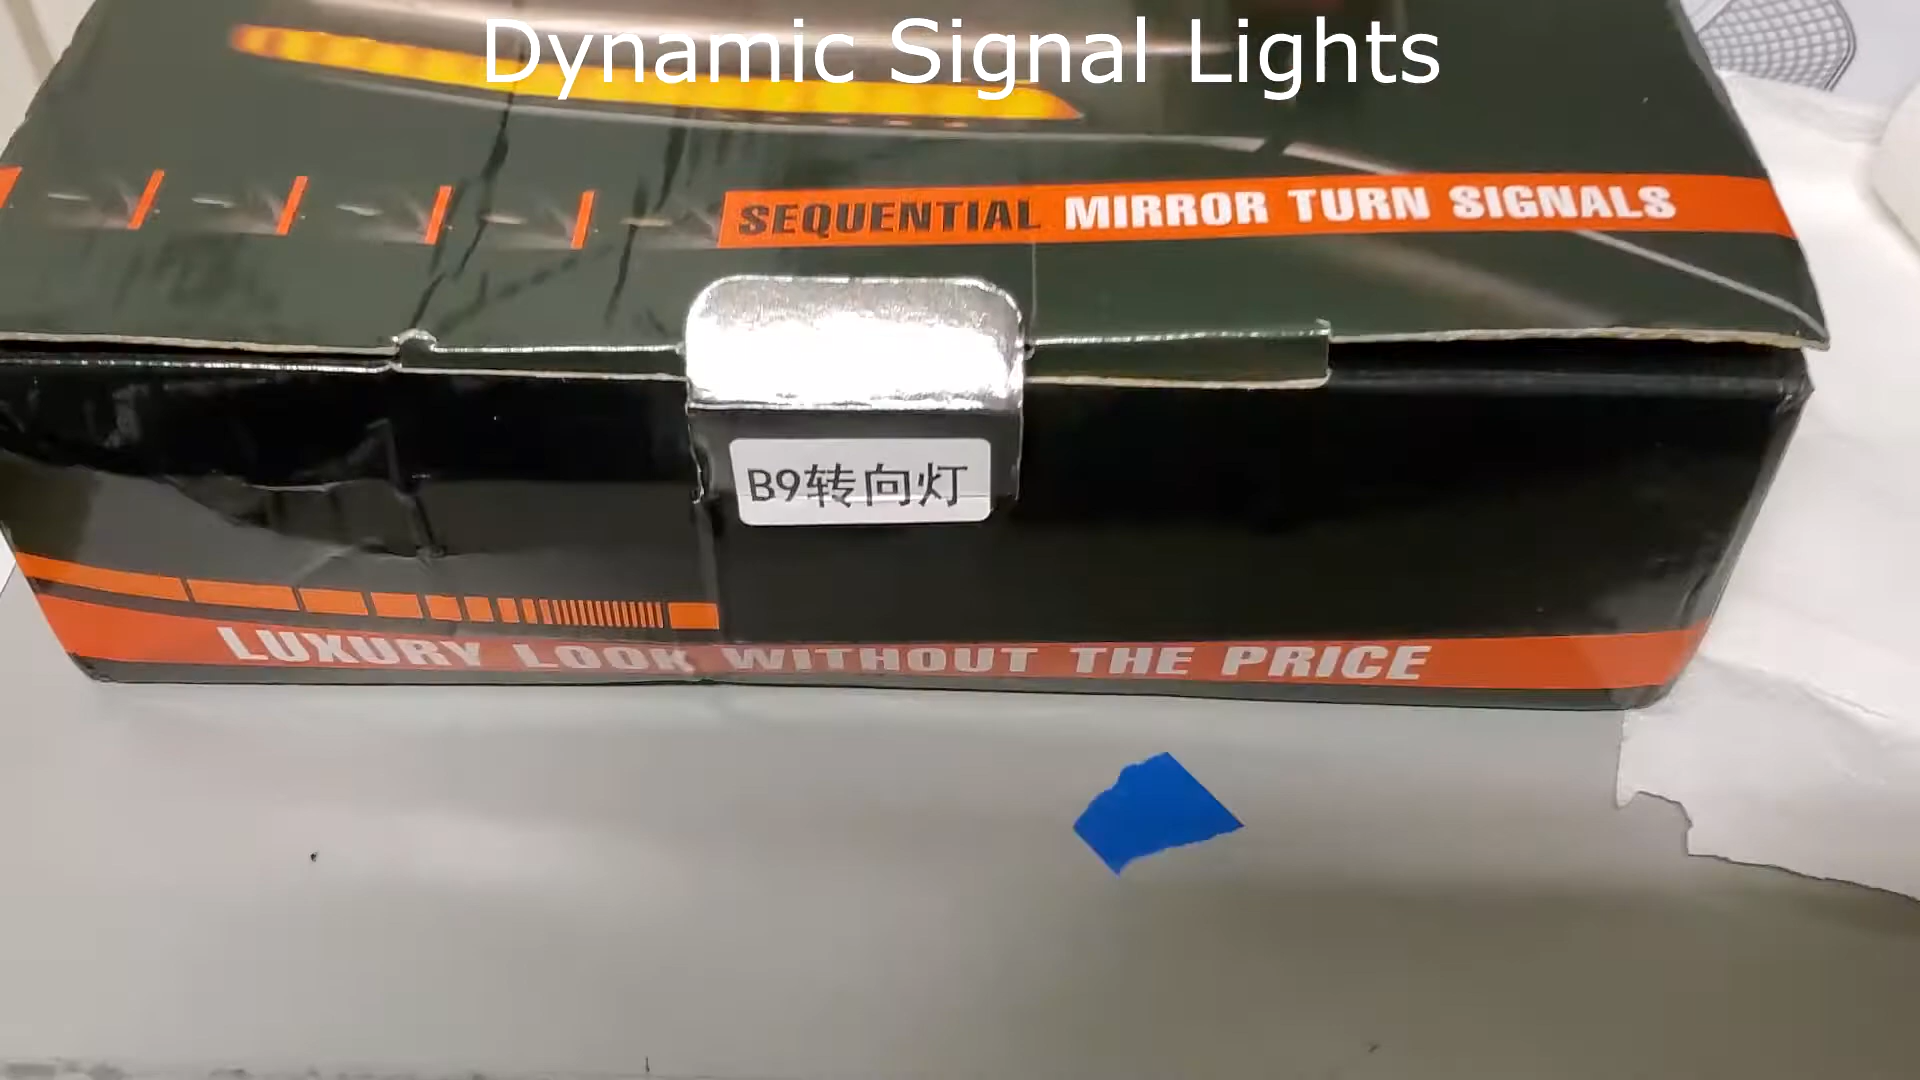 Dynamic Signal Lights
SEQUENTIAL MIRROR TURN SIGNALS
B9转向灯
LUXURY LOOK WITHOUT THE PRICE